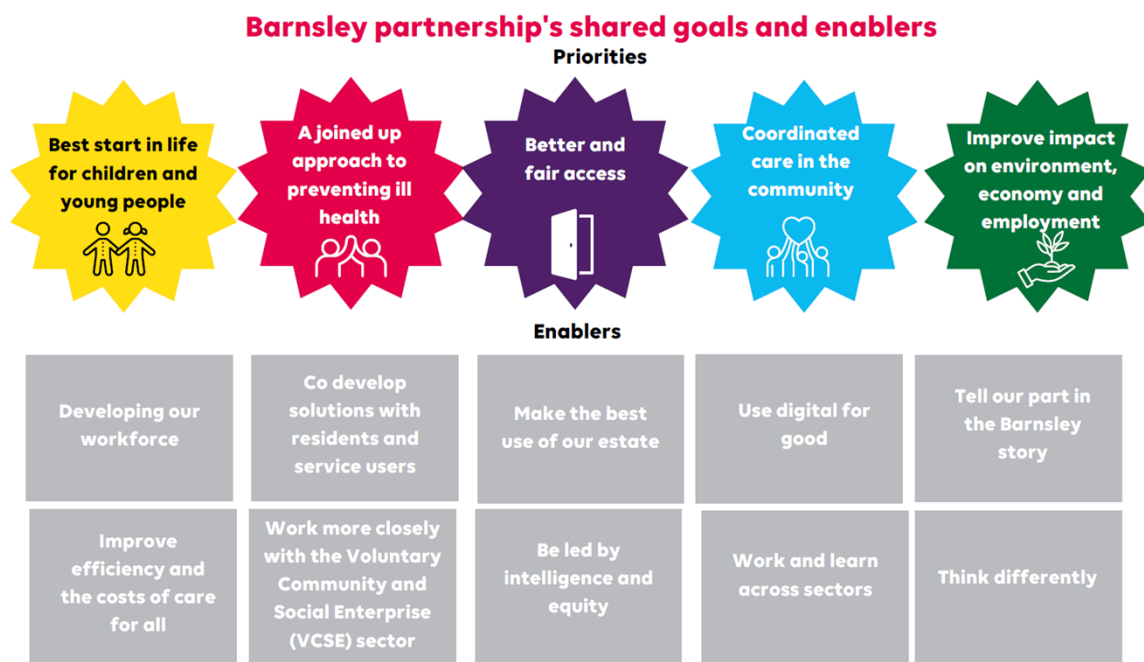 Barnsley partnership's shared goals and enablers
Priorities
Best start in life
for children and
young people
A joined up
approach to
preventing ill
health
Better and
fair access
Coordinated
care in the
community
Improve impact
on environment,
economy and
employment
Enablers
Developing our
workforce
Co develop
solutions with
residents and
service users
Make the best
use of our estate
Use digital for
good
Tell our part in
the Barnsley
story
Improve
efficiency and
the costs of care
for all
Work more closely
with the Voluntary
Community and
Social Enterprise
(VCSE) sector
Be led by
intelligence and
equity
Work and learn
across sectors
Think differently